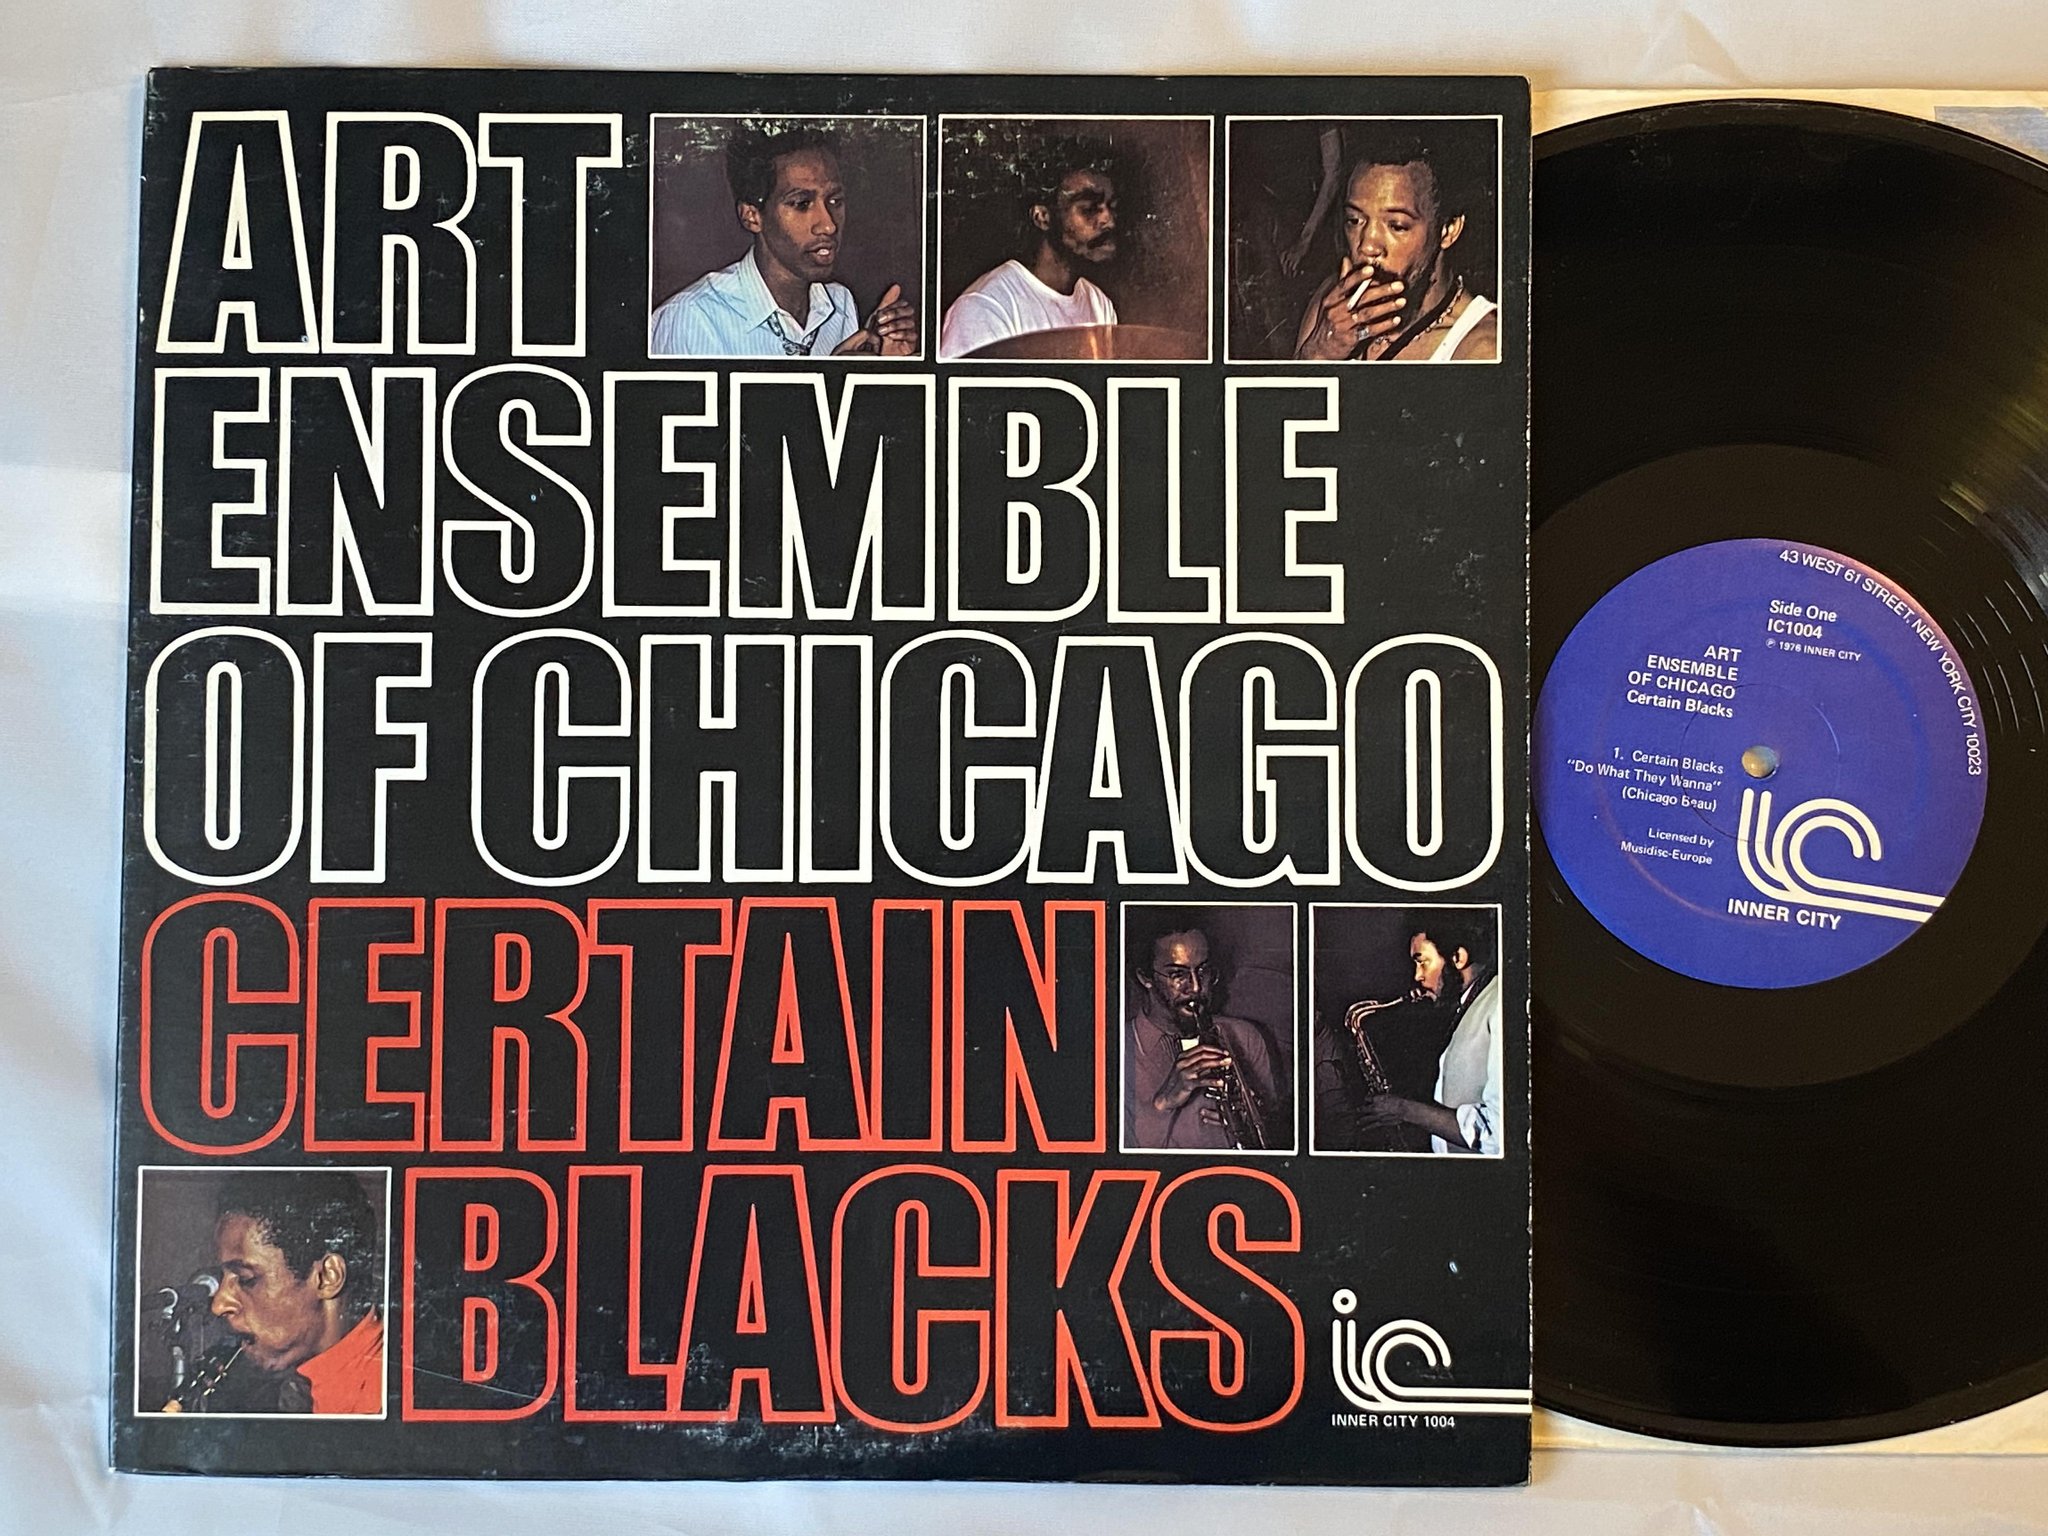 ART
ENSEMBLE
OF CHICAGO
CERTAIN
BLACKS
ic
INNER CITY 1004
43 WEST 61 STREET, NEW YORK CITY 10023
Side One
IC1004
℗ 1976 INNER CITY
ART
ENSEMBLE
OF CHICAGO
Certain Blacks
1. Certain Blacks
"Do What They Wanna"
(Chicago Beau)
Licensed by
Musidisc-Europe
ic
INNER CITY